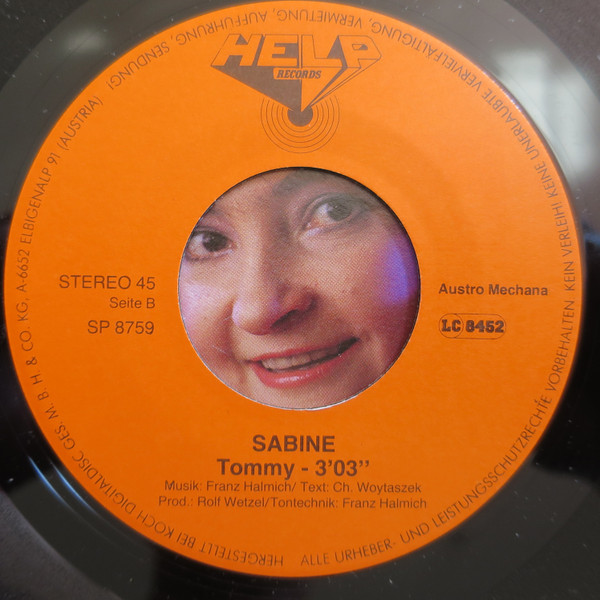 HELP
RECORDS
STEREO 45
Seite B
SP 8759
Austro Mechana
LC 8452
SABINE
Tommy - 3'03''
Musik: Franz Halmich/ Text: Ch. Woytaszek
Prod.: Rolf Wetzel/Tontechnik: Franz Halmich
HERGESTELLT BEI KOCH DIGITALDISC GES. M. B. H. & CO. KG, A-6652 ELBIGENALP 91 (AUSTRIA)
ALLE URHEBER- UND LEISTUNGSSCHUTZRECHTE VORBEHALTEN. KEIN VERLEIH! KEINE UNERLAUBTE VERVIELFÄLTIGUNG, VERMIETUNG, AUFFÜHRUNG, SENDUNG!